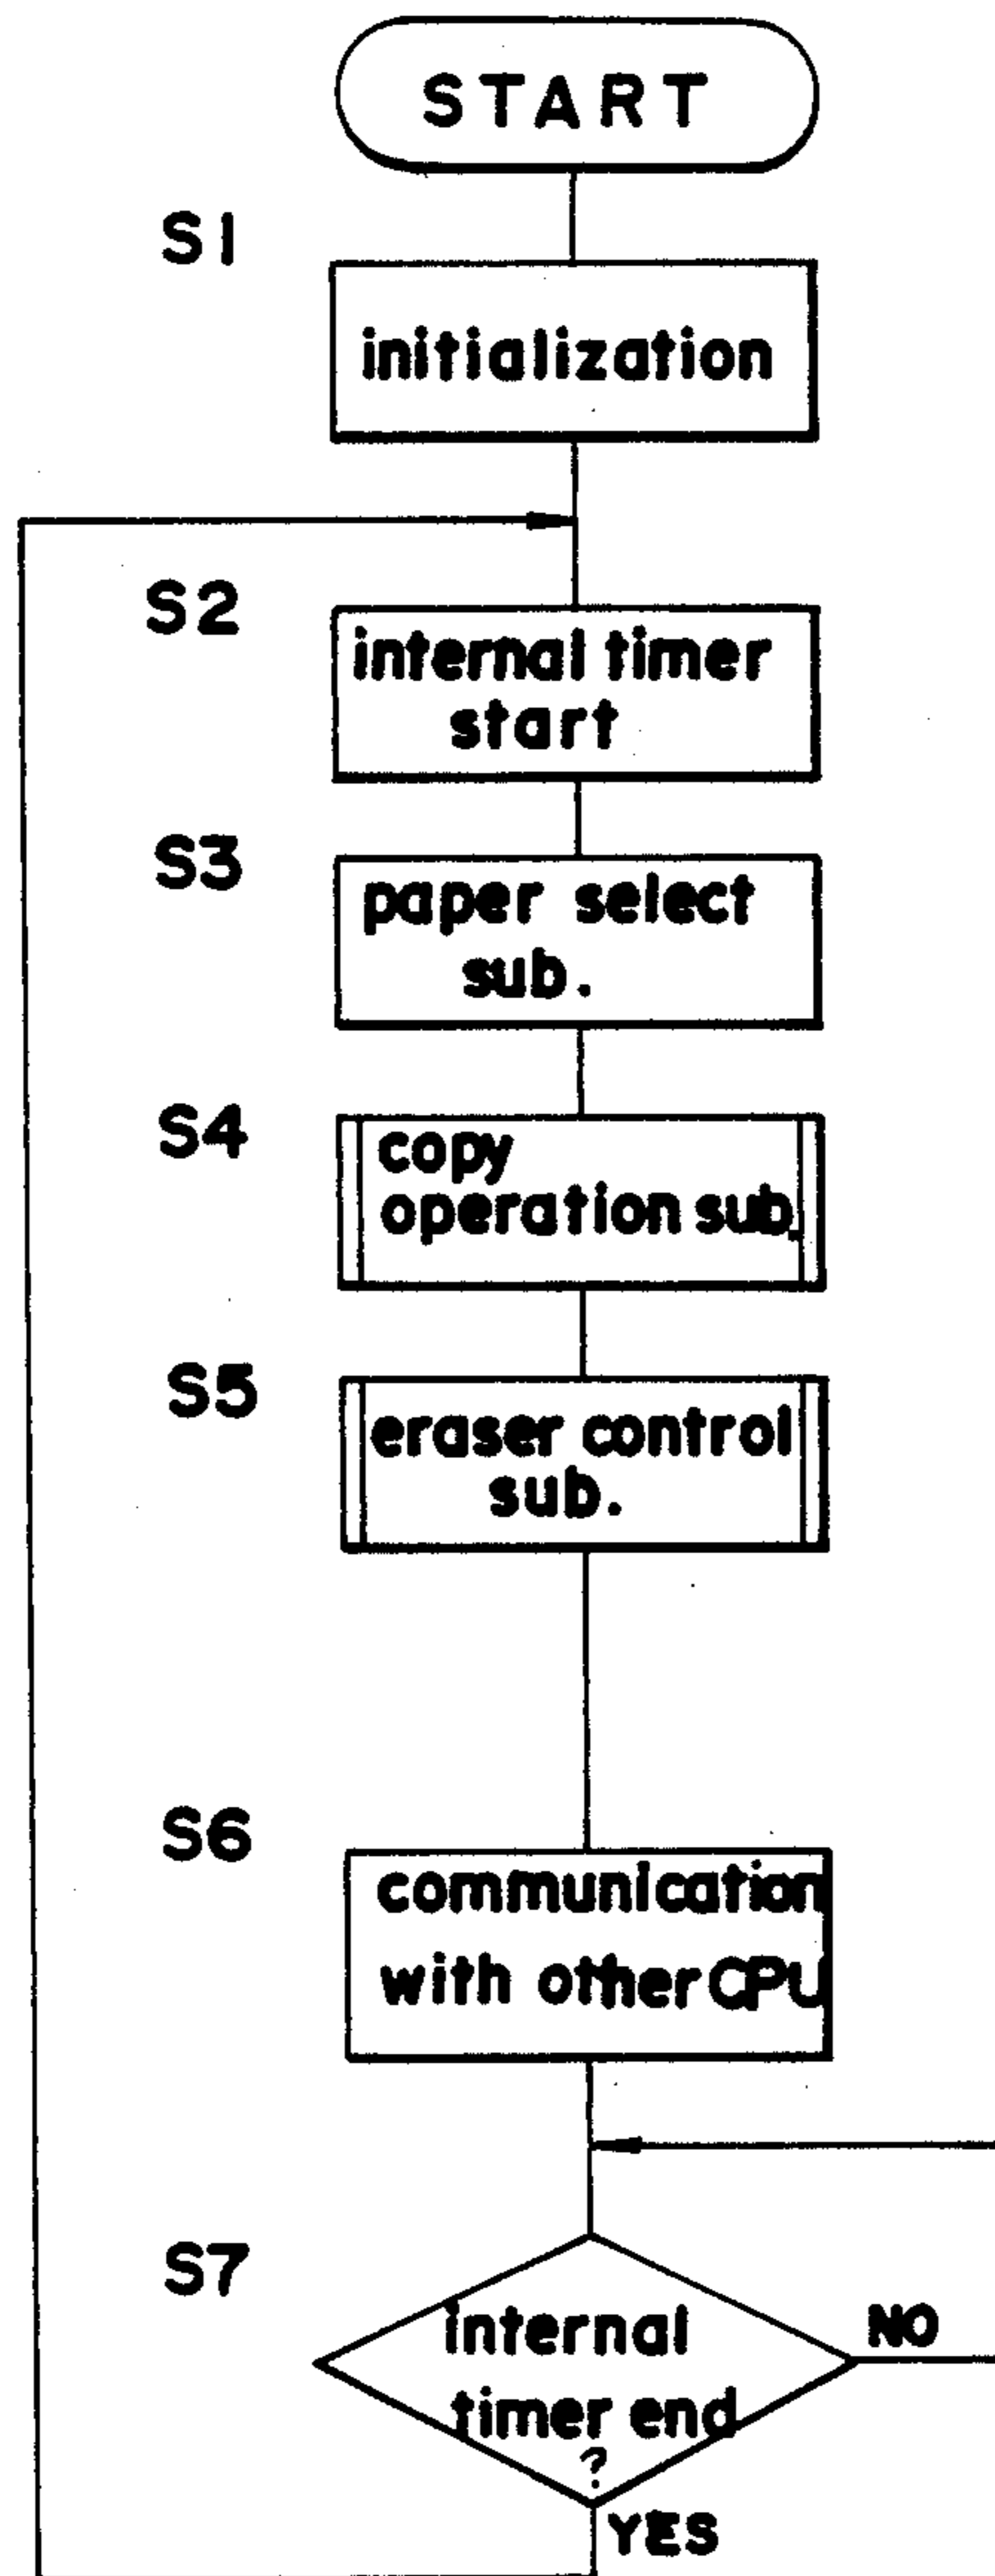 START
S1
initialization
S2
internal timer
start
S3
paper select
sub.
S4
copy
operation sub.
S5
eraser control
sub.
S6
communication
with other CPU
S7
internal
timer end
?
NO
YES